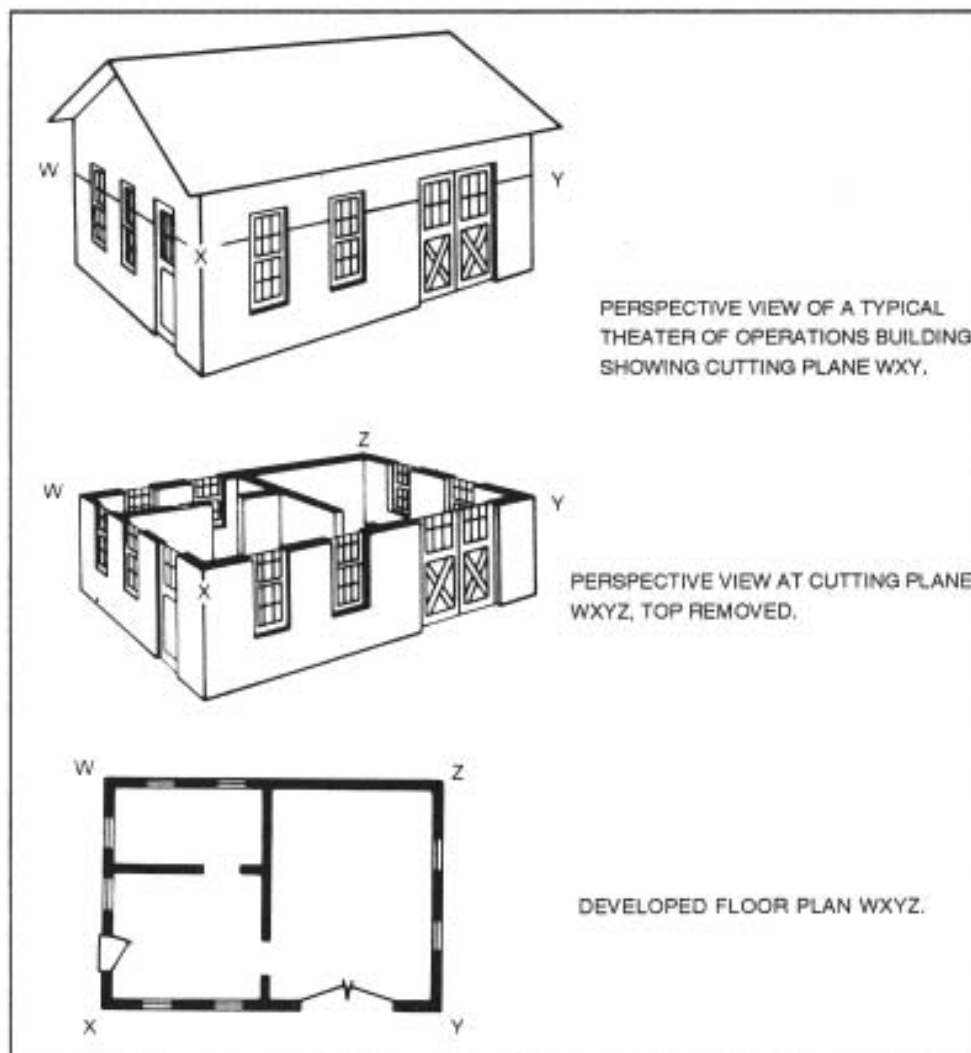 W
Y
X
PERSPECTIVE VIEW OF A TYPICAL
THEATER OF OPERATIONS BUILDING
SHOWING CUTTING PLANE WXY.
Z
W
Y
X
PERSPECTIVE VIEW AT CUTTING PLANE
WXYZ, TOP REMOVED.
W
Z
DEVELOPED FLOOR PLAN WXYZ.
X
Y